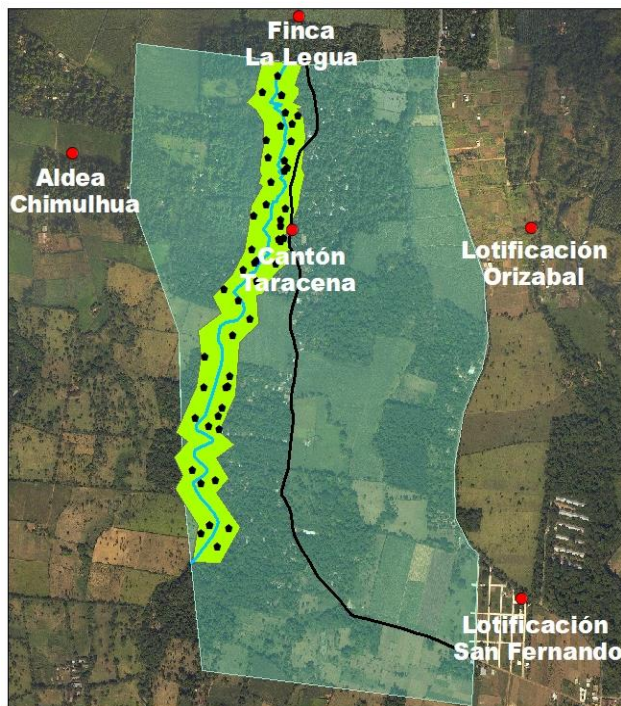 Finca
La Legua
Aldea
Chimulhua
Cantón
Taracena
Lotificación
Orizabal
Lotificación
San Fernando